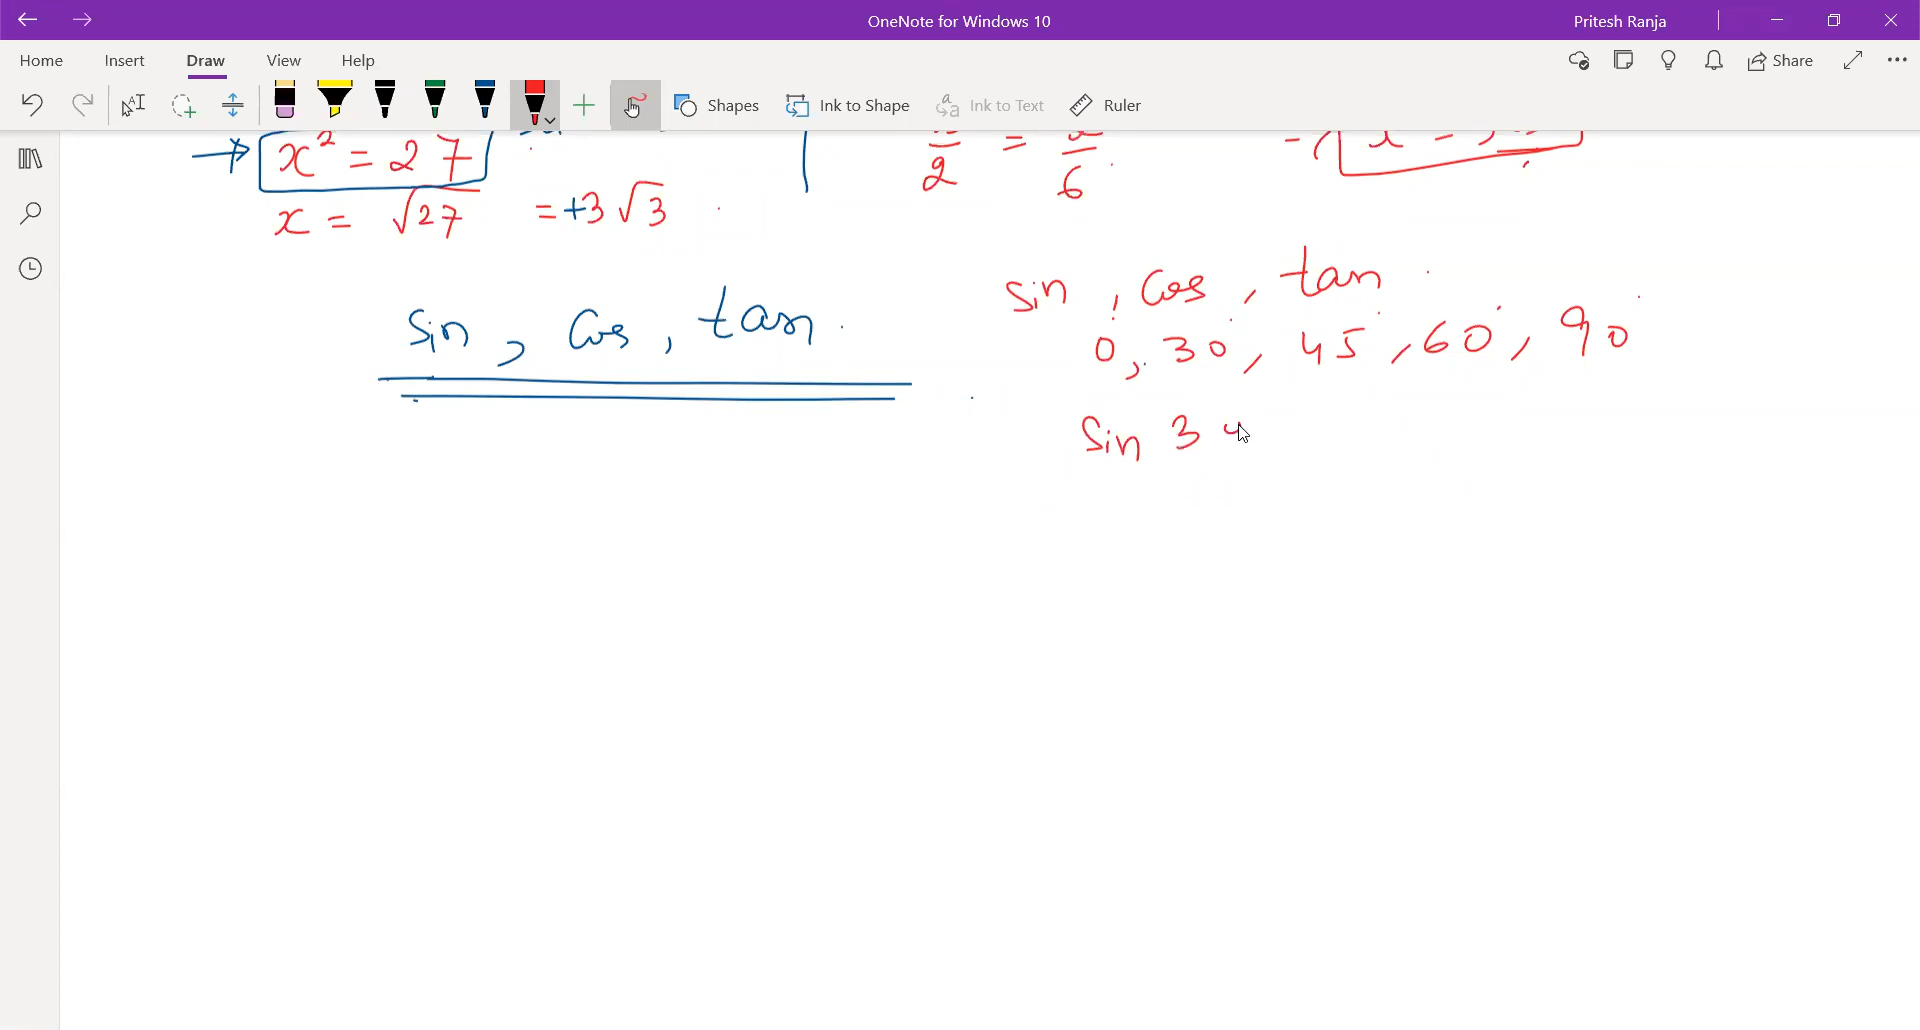 OneNote for Windows 10
Pritesh Ranja
Home Insert Draw View Help
Share
Shapes Ink to Shape Ink to Text Ruler
x² = 27
2 = 6
x = √27 = +3√3
sin, cos, tan
sin, cos, tan
0, 30, 45, 60, 90
sin 3